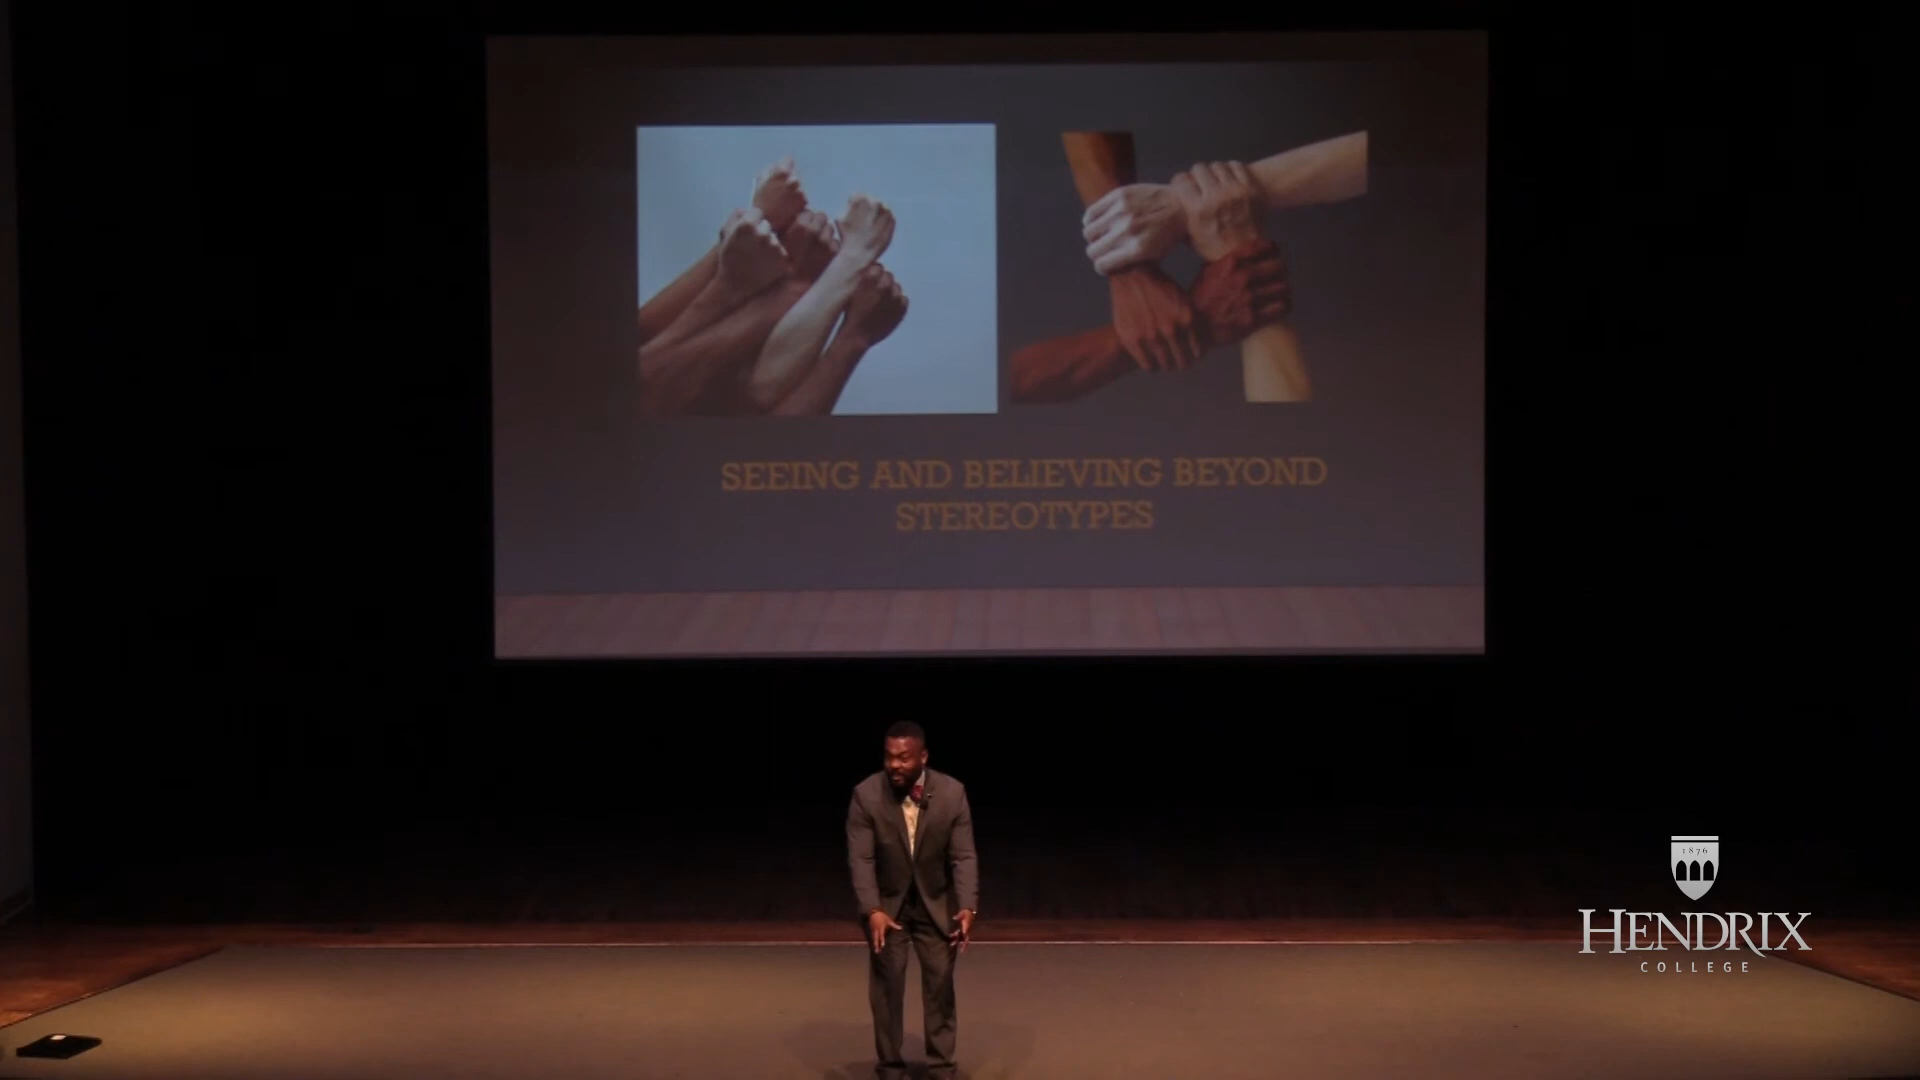 SEEING AND BELIEVING BEYOND
STEREOTYPES
1876
HENDRIX
COLLEGE